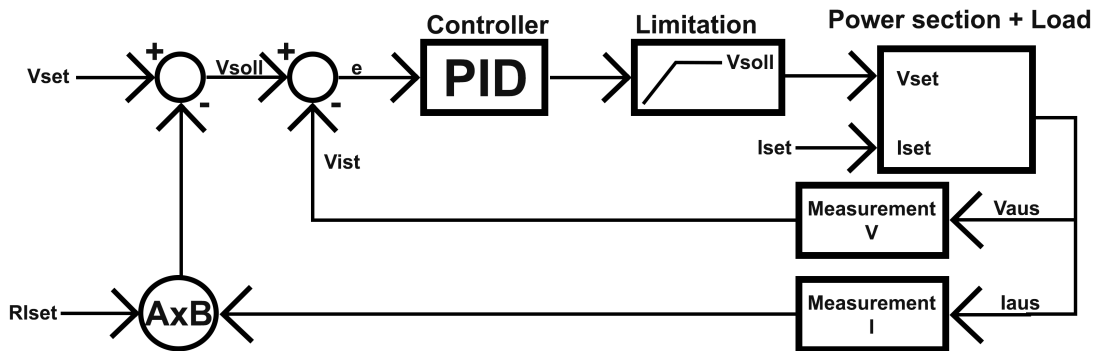 Controller
Limitation
Power section + Load
+
+
Vset
Vsoll
e
PID
Vsoll
Vset
-
-
Vist
Iset
Iset
Measurement
V
Vaus
RIset
AxB
Measurement
I
Iaus